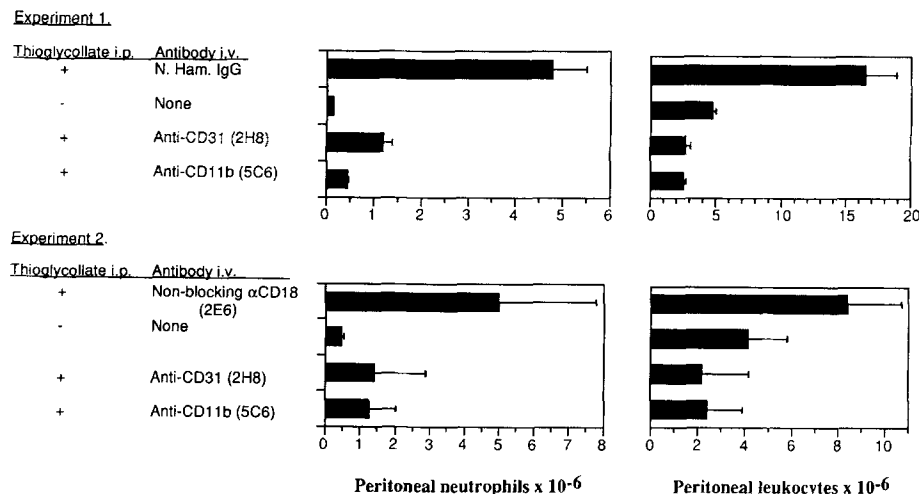 Experiment 1.
Thioglycollate i.p. Antibody i.v.
+ N. Ham. IgG
- None
+ Anti-CD31 (2H8)
+ Anti-CD11b (5C6)
0 1 2 3 4 5 6
0 5 10 15 20
Experiment 2.
Thioglycollate i.p. Antibody i.v.
+ Non-blocking αCD18
(2E6)
- None
+ Anti-CD31 (2H8)
+ Anti-CD11b (5C6)
0 1 2 3 4 5 6 7 8
0 2 4 6 8 10
Peritoneal neutrophils x 10-6
Peritoneal leukocytes x 10-6